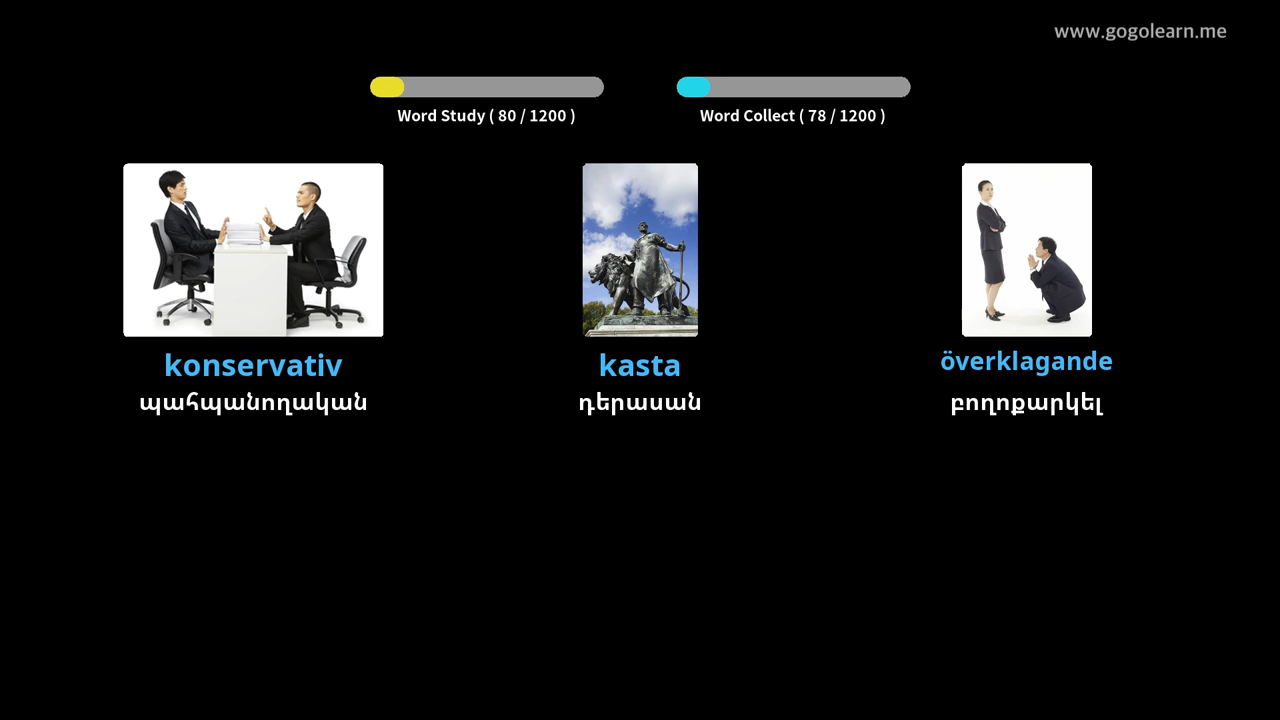 www.gogolearn.me
Word Study ( 80 / 1200 )
Word Collect ( 78 / 1200 )
konservativ
kasta
överklagande
պահպանողական
դերասան
բողոքարկել